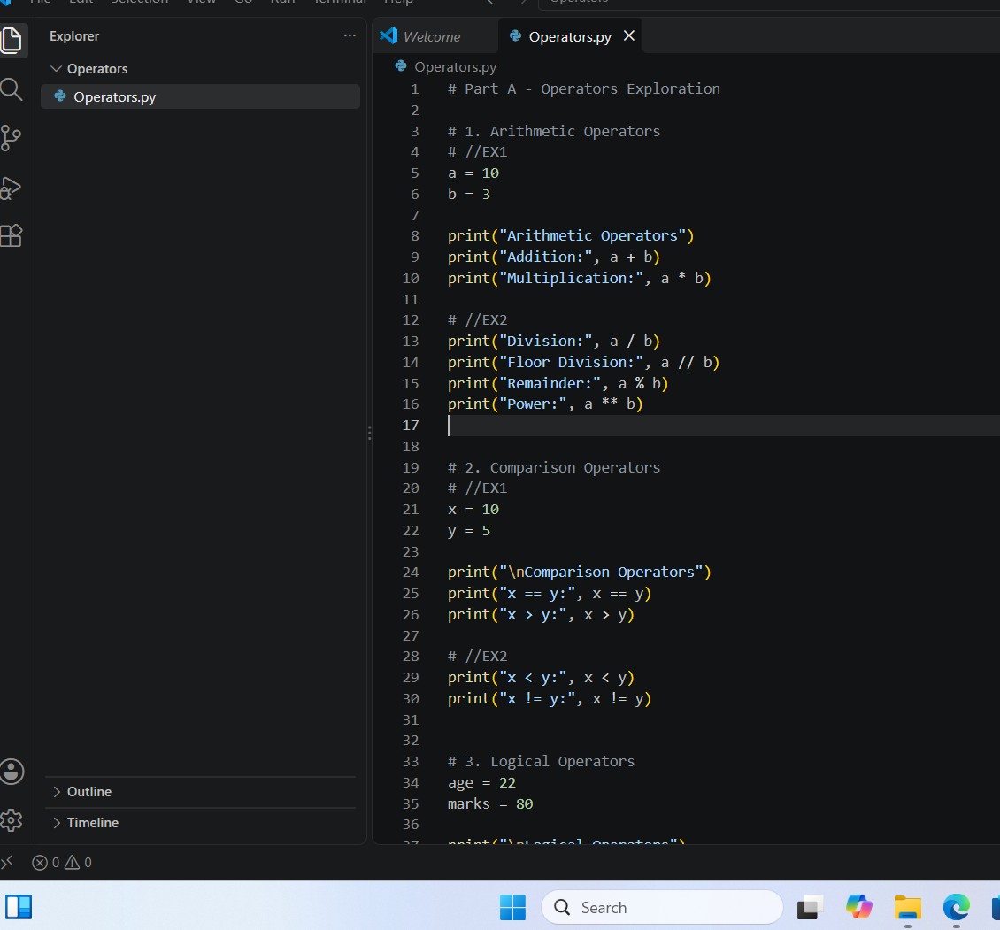 File Edit Selection View Go Run Terminal Help Operators
Explorer
Operators
Operators.py
Outline
Timeline
Welcome
Operators.py
Operators.py
1 # Part A - Operators Exploration
2
3 # 1. Arithmetic Operators
4 # //EX1
5 a = 10
6 b = 3
7
8 print("Arithmetic Operators")
9 print("Addition:", a + b)
10 print("Multiplication:", a * b)
11
12 # //EX2
13 print("Division:", a / b)
14 print("Floor Division:", a // b)
15 print("Remainder:", a % b)
16 print("Power:", a ** b)
17
18
19 # 2. Comparison Operators
20 # //EX1
21 x = 10
22 y = 5
23
24 print("\nComparison Operators")
25 print("x == y:", x == y)
26 print("x > y:", x > y)
27
28 # //EX2
29 print("x < y:", x < y)
30 print("x != y:", x != y)
31
32
33 # 3. Logical Operators
34 age = 22
35 marks = 80
36
37 print("\nLogical Operators")
0 0
Search